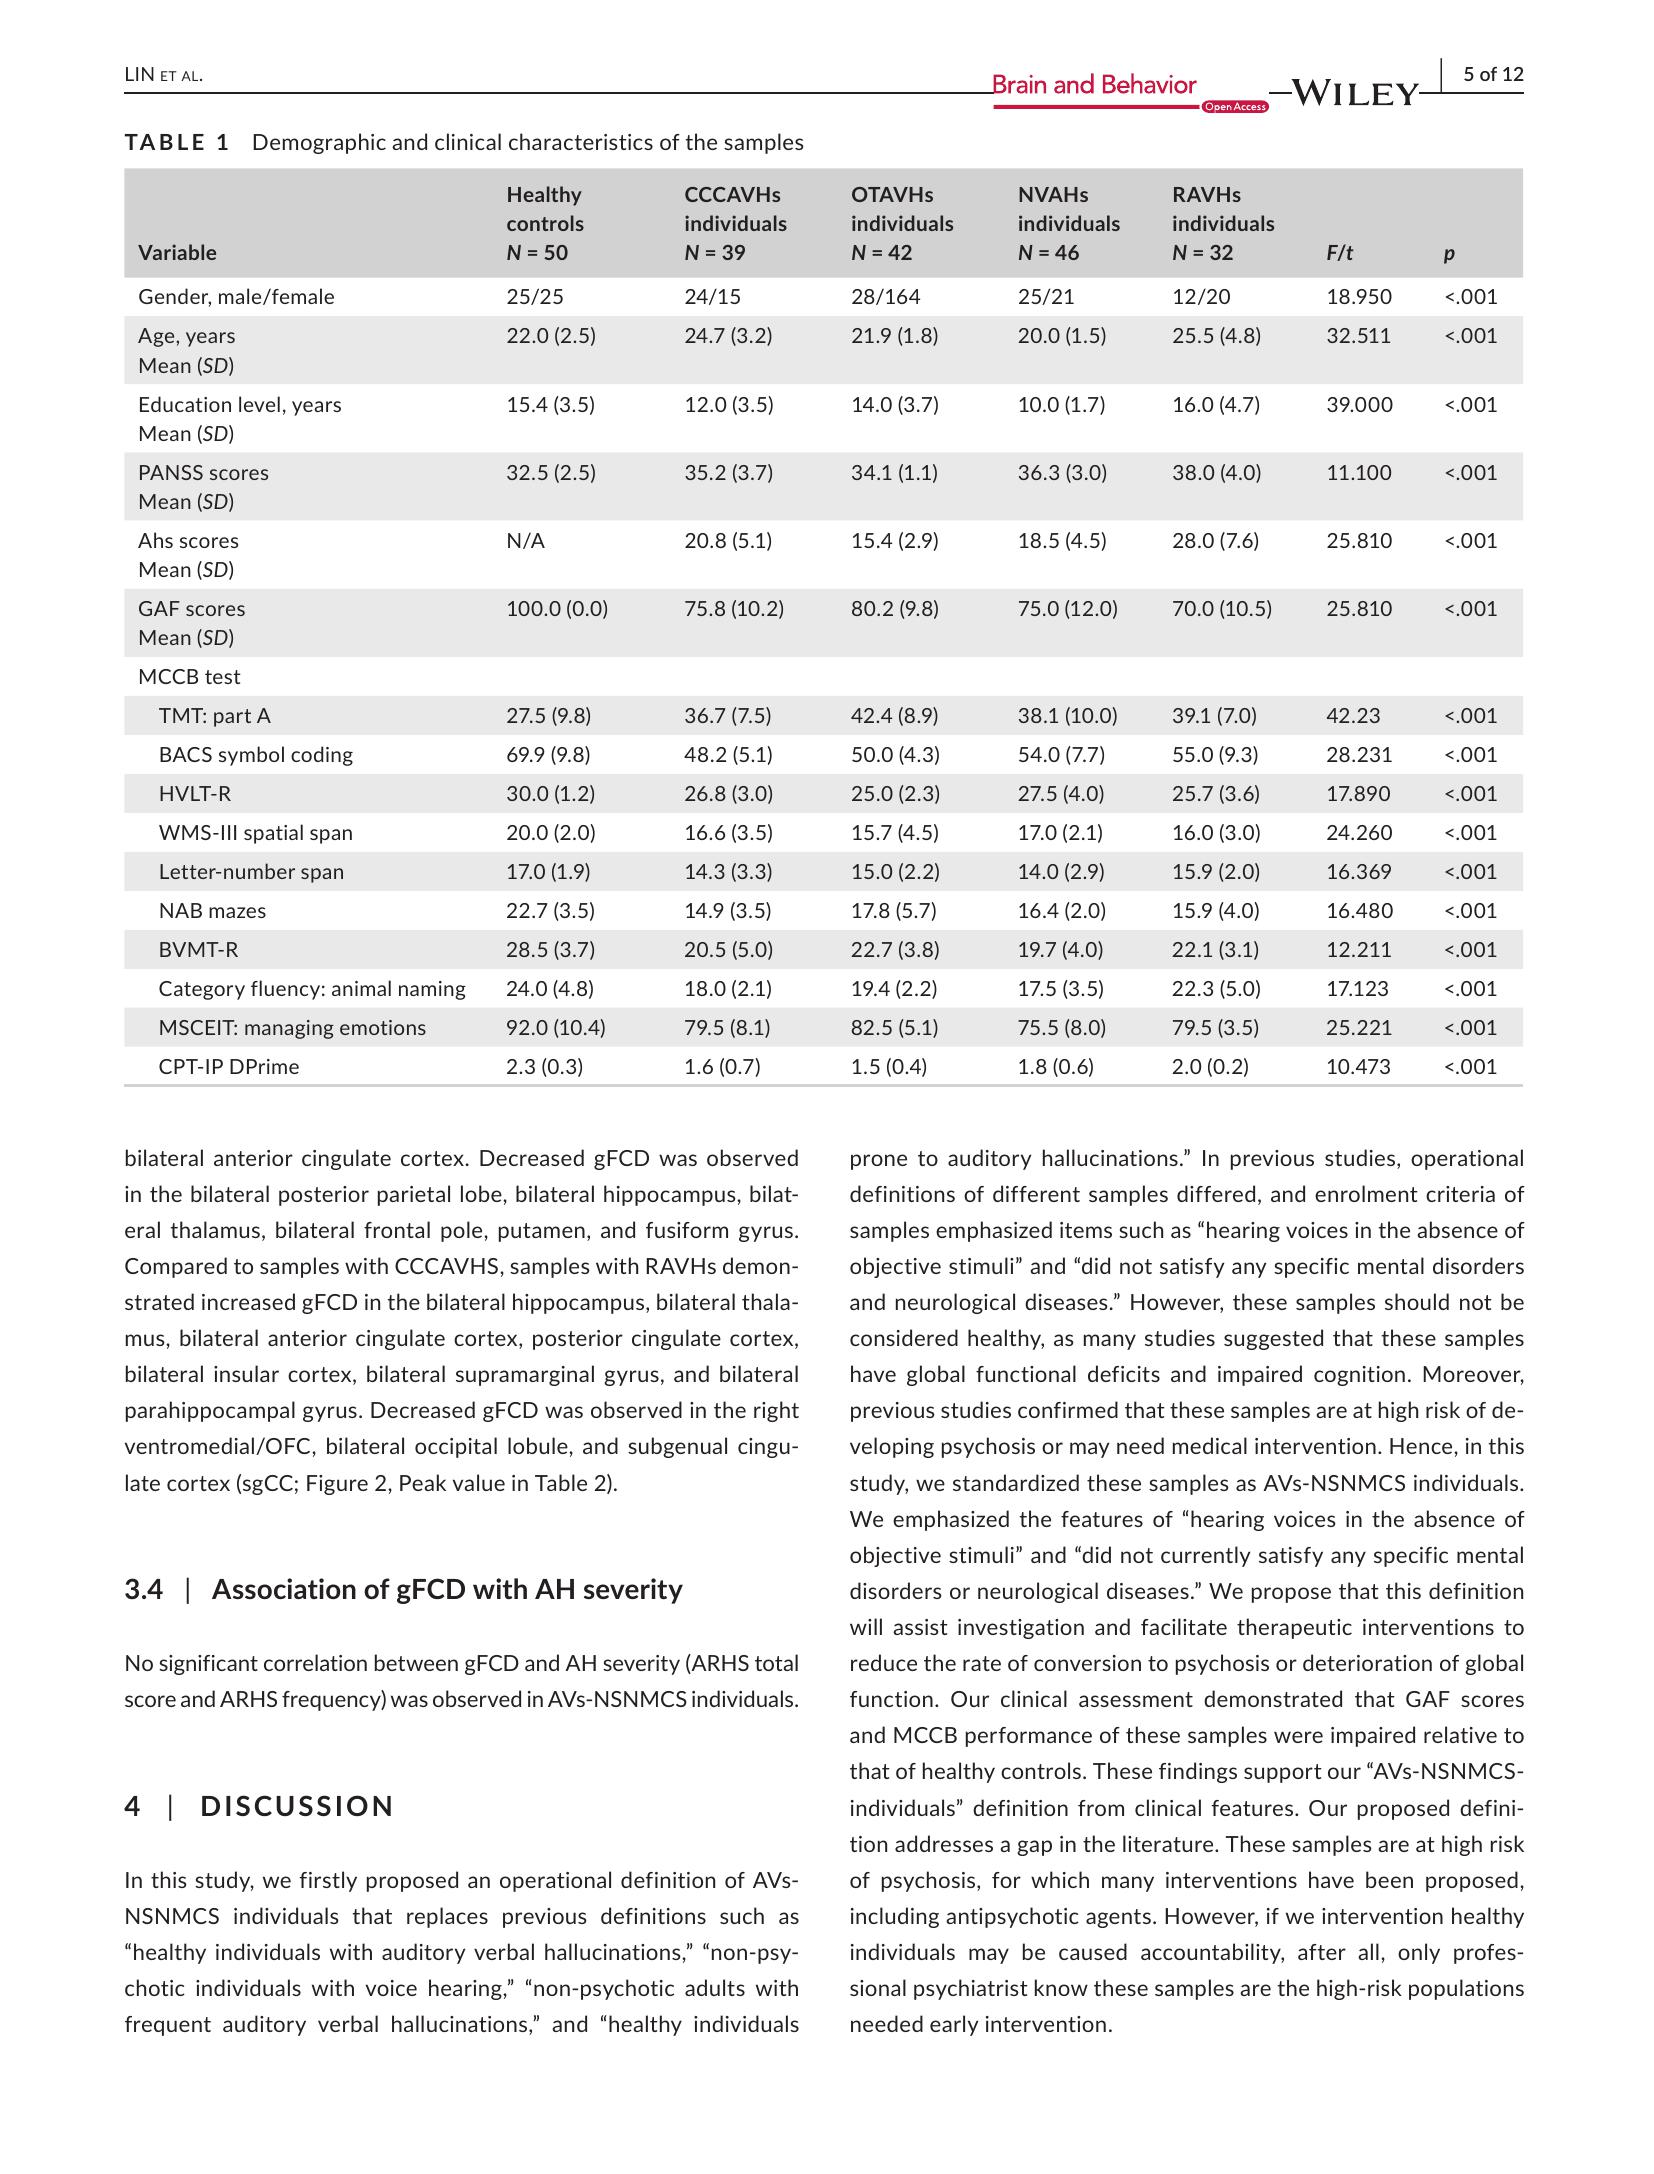 LIN ET AL.
Brain and Behavior
Open Access
WILEY
5 of 12
TABLE 1 Demographic and clinical characteristics of the samples
Variable Healthy controls N = 50 CCCAVHs individuals N = 39 OTAVHs individuals N = 42 NVAHs individuals N = 46 RAVHs individuals N = 32 F/t p
Gender, male/female 25/25 24/15 28/164 25/21 12/20 18.950 <.001
Age, years 22.0 (2.5) 24.7 (3.2) 21.9 (1.8) 20.0 (1.5) 25.5 (4.8) 32.511 <.001
Mean (SD)
Education level, years 15.4 (3.5) 12.0 (3.5) 14.0 (3.7) 10.0 (1.7) 16.0 (4.7) 39.000 <.001
Mean (SD)
PANSS scores 32.5 (2.5) 35.2 (3.7) 34.1 (1.1) 36.3 (3.0) 38.0 (4.0) 11.100 <.001
Mean (SD)
Ahs scores N/A 20.8 (5.1) 15.4 (2.9) 18.5 (4.5) 28.0 (7.6) 25.810 <.001
Mean (SD)
GAF scores 100.0 (0.0) 75.8 (10.2) 80.2 (9.8) 75.0 (12.0) 70.0 (10.5) 25.810 <.001
Mean (SD)
MCCB test
TMT: part A 27.5 (9.8) 36.7 (7.5) 42.4 (8.9) 38.1 (10.0) 39.1 (7.0) 42.23 <.001
BACS symbol coding 69.9 (9.8) 48.2 (5.1) 50.0 (4.3) 54.0 (7.7) 55.0 (9.3) 28.231 <.001
HVLT-R 30.0 (1.2) 26.8 (3.0) 25.0 (2.3) 27.5 (4.0) 25.7 (3.6) 17.890 <.001
WMS-III spatial span 20.0 (2.0) 16.6 (3.5) 15.7 (4.5) 17.0 (2.1) 16.0 (3.0) 24.260 <.001
Letter-number span 17.0 (1.9) 14.3 (3.3) 15.0 (2.2) 14.0 (2.9) 15.9 (2.0) 16.369 <.001
NAB mazes 22.7 (3.5) 14.9 (3.5) 17.8 (5.7) 16.4 (2.0) 15.9 (4.0) 16.480 <.001
BVMT-R 28.5 (3.7) 20.5 (5.0) 22.7 (3.8) 19.7 (4.0) 22.1 (3.1) 12.211 <.001
Category fluency: animal naming 24.0 (4.8) 18.0 (2.1) 19.4 (2.2) 17.5 (3.5) 22.3 (5.0) 17.123 <.001
MSCEIT: managing emotions 92.0 (10.4) 79.5 (8.1) 82.5 (5.1) 75.5 (8.0) 79.5 (3.5) 25.221 <.001
CPT-IP DPrime 2.3 (0.3) 1.6 (0.7) 1.5 (0.4) 1.8 (0.6) 2.0 (0.2) 10.473 <.001
bilateral anterior cingulate cortex. Decreased gFCD was observed
in the bilateral posterior parietal lobe, bilateral hippocampus, bilat-
eral thalamus, bilateral frontal pole, putamen, and fusiform gyrus.
Compared to samples with CCCAVHS, samples with RAVHs demon-
strated increased gFCD in the bilateral hippocampus, bilateral thala-
mus, bilateral anterior cingulate cortex, posterior cingulate cortex,
bilateral insular cortex, bilateral supramarginal gyrus, and bilateral
parahippocampal gyrus. Decreased gFCD was observed in the right
ventromedial/OFC, bilateral occipital lobule, and subgenual cingu-
late cortex (sgCC; Figure 2, Peak value in Table 2).
3.4 | Association of gFCD with AH severity
No significant correlation between gFCD and AH severity (ARHS total
score and ARHS frequency) was observed in AVs-NSNMCS individuals.
4 | DISCUSSION
In this study, we firstly proposed an operational definition of AVs-
NSNMCS individuals that replaces previous definitions such as
“healthy individuals with auditory verbal hallucinations,” “non-psy-
chotic individuals with voice hearing,” “non-psychotic adults with
frequent auditory verbal hallucinations,” and “healthy individuals
prone to auditory hallucinations.” In previous studies, operational
definitions of different samples differed, and enrolment criteria of
samples emphasized items such as “hearing voices in the absence of
objective stimuli” and “did not satisfy any specific mental disorders
and neurological diseases.” However, these samples should not be
considered healthy, as many studies suggested that these samples
have global functional deficits and impaired cognition. Moreover,
previous studies confirmed that these samples are at high risk of de-
veloping psychosis or may need medical intervention. Hence, in this
study, we standardized these samples as AVs-NSNMCS individuals.
We emphasized the features of “hearing voices in the absence of
objective stimuli” and “did not currently satisfy any specific mental
disorders or neurological diseases.” We propose that this definition
will assist investigation and facilitate therapeutic interventions to
reduce the rate of conversion to psychosis or deterioration of global
function. Our clinical assessment demonstrated that GAF scores
and MCCB performance of these samples were impaired relative to
that of healthy controls. These findings support our “AVs-NSNMCS-
individuals” definition from clinical features. Our proposed defini-
tion addresses a gap in the literature. These samples are at high risk
of psychosis, for which many interventions have been proposed,
including antipsychotic agents. However, if we intervention healthy
individuals may be caused accountability, after all, only profes-
sional psychiatrist know these samples are the high-risk populations
needed early intervention.